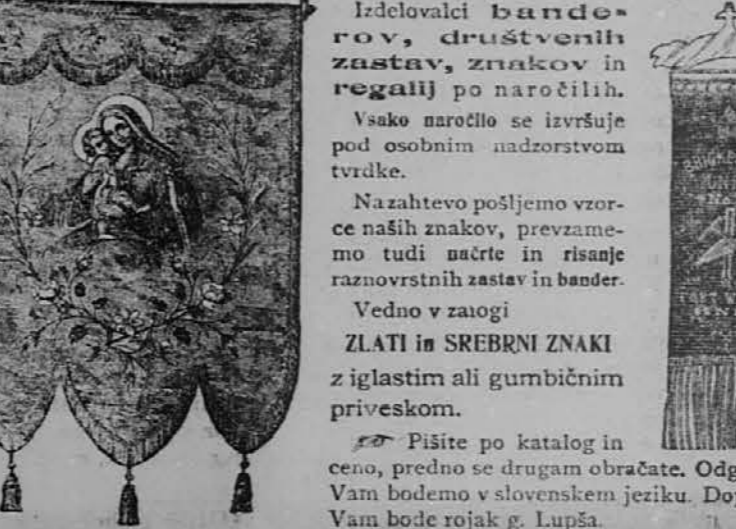 Izdelovalci bande-
rov, društvenih
zastav, znakov in
regalij po naročilih.
Vsako naročilo se izvršuje
pod osobnim nadzorstvom
tvrdke.
Na zahtevo pošljemo vzor-
ce naših znakov, prevzame-
mo tudi načrte in risanje
raznovrstnih zastav in bander.
Vedno v zalogi
ZLATI in SREBRNI ZNAKI
z iglastim ali gumbičnim
priveskom.
☞ Pišite po katalog in
ceno, predno se drugam obračate. Odg
Vam bodemo v slovenskem jeziku. Dop
Vam bode rojak g. Lupša.